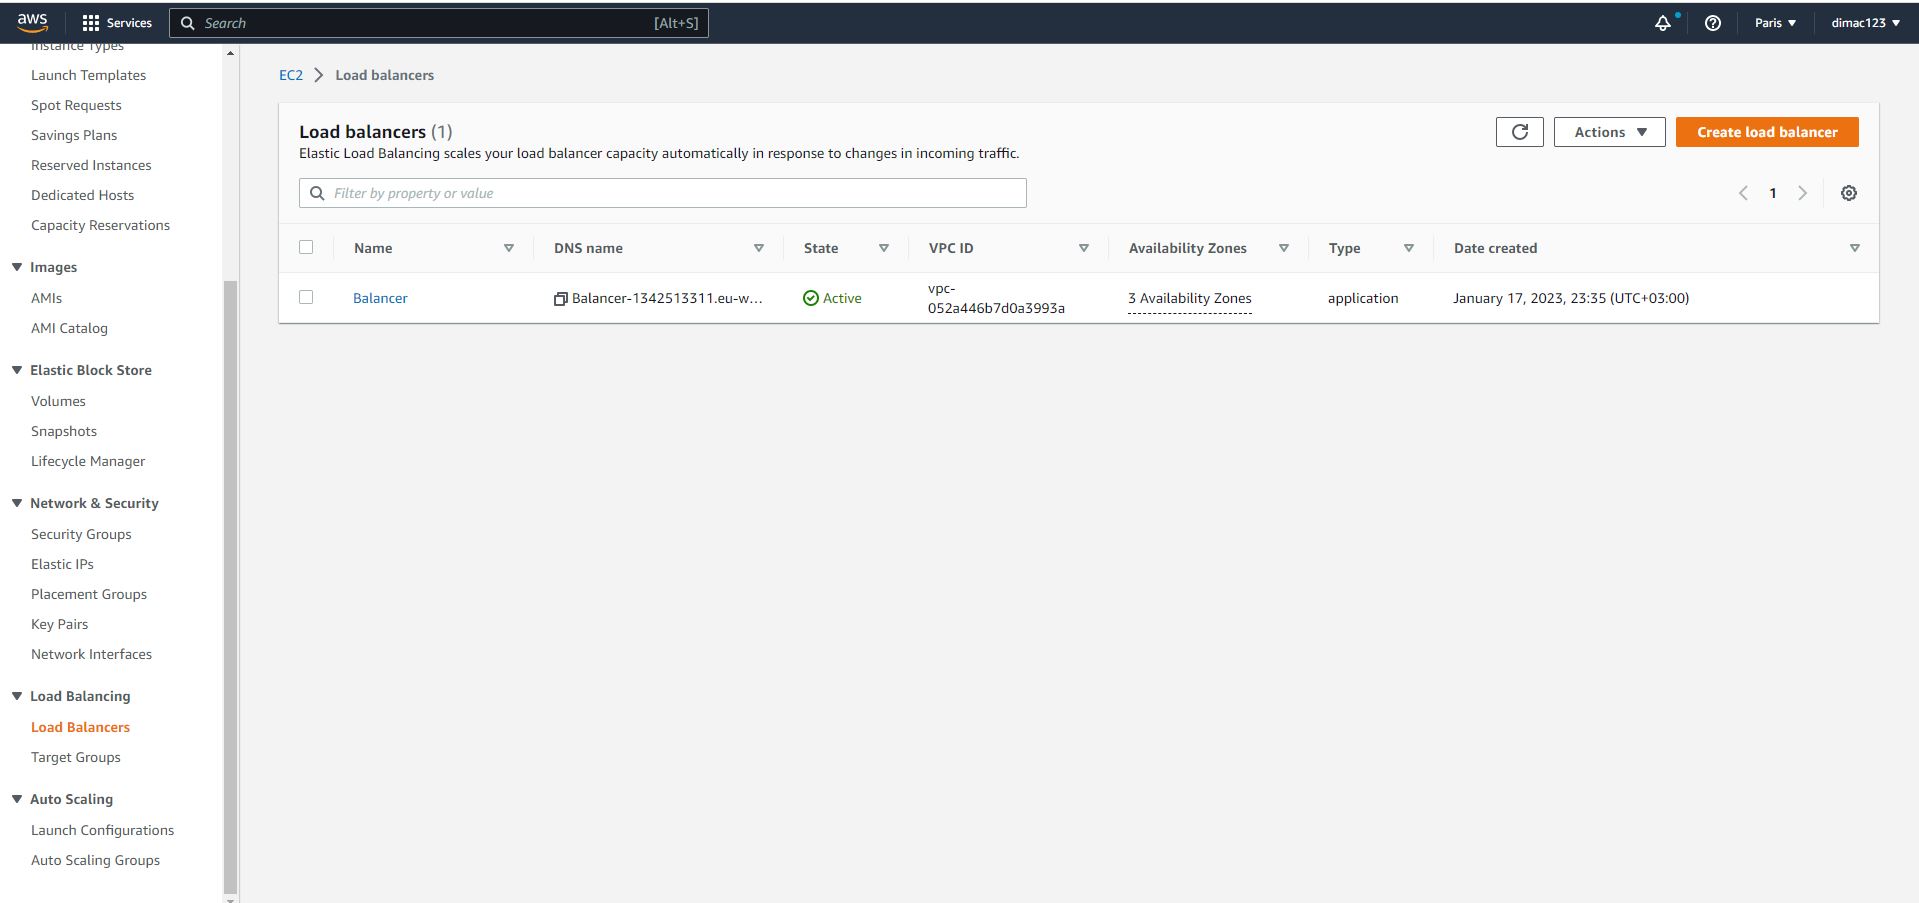 aws Services Search [Alt+S] Paris dimac123
Instance Types
Launch Templates
Spot Requests
Savings Plans
Reserved Instances
Dedicated Hosts
Capacity Reservations
Images
AMIs
AMI Catalog
Elastic Block Store
Volumes
Snapshots
Lifecycle Manager
Network & Security
Security Groups
Elastic IPs
Placement Groups
Key Pairs
Network Interfaces
Load Balancing
Load Balancers
Target Groups
Auto Scaling
Launch Configurations
Auto Scaling Groups
EC2 Load balancers
Load balancers (1)
Elastic Load Balancing scales your load balancer capacity automatically in response to changes in incoming traffic.
Actions Create load balancer
Filter by property or value
1
Name DNS name State VPC ID Availability Zones Type Date created
Balancer Balancer-1342513311.eu-w... Active vpc-
052a446b7d0a3993a 3 Availability Zones application January 17, 2023, 23:35 (UTC+03:00)